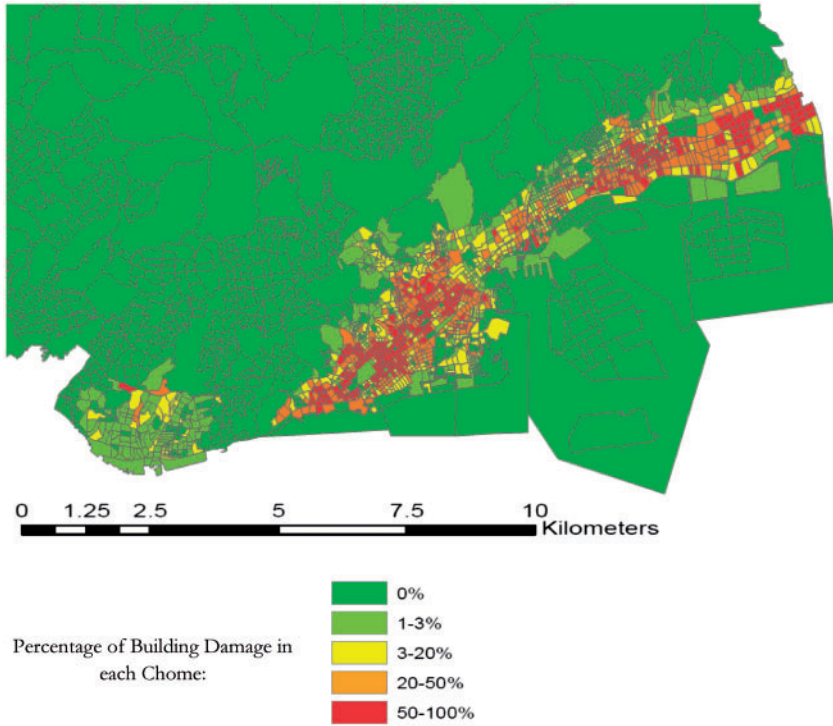 0 1.25 2.5 5 7.5 10
Kilometers
0%
1-3%
Percentage of Building Damage in
each Chome:
3-20%
20-50%
50-100%